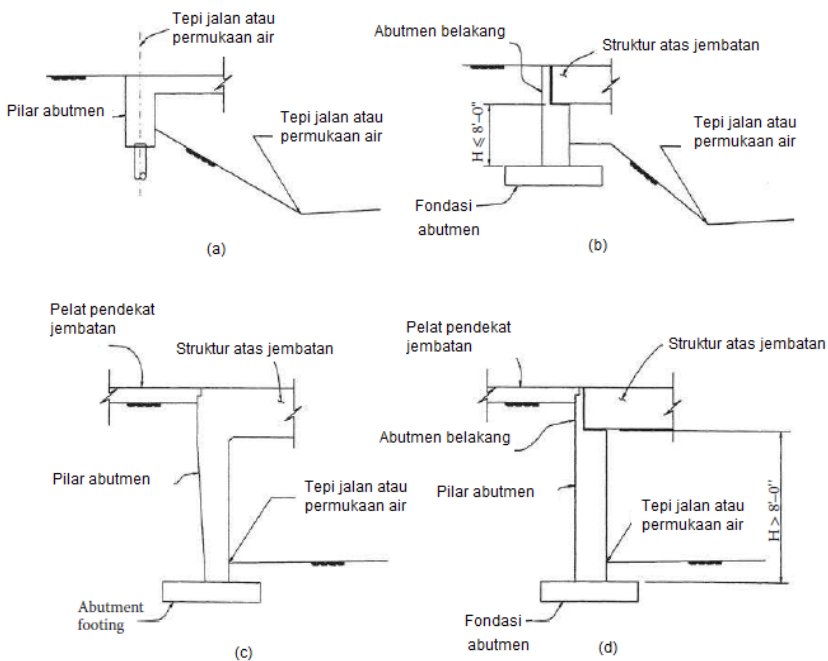 Tepi jalan atau
permukaan air
Pilar abutmen
Tepi jalan atau
permukaan air
(a)
Abutmen belakang
Struktur atas jembatan
H ⩽ 8'–0"
Tepi jalan atau
permukaan air
Fondasi
abutmen
(b)
Pelat pendekat
jembatan
Struktur atas jembatan
Pilar abutmen
Tepi jalan atau
permukaan air
Abutment
footing
(c)
Pelat pendekat
jembatan
Struktur atas jembatan
Abutmen belakang
Pilar abutmen
Tepi jalan atau
permukaan air
H > 8'–0"
Fondasi
abutmen
(d)